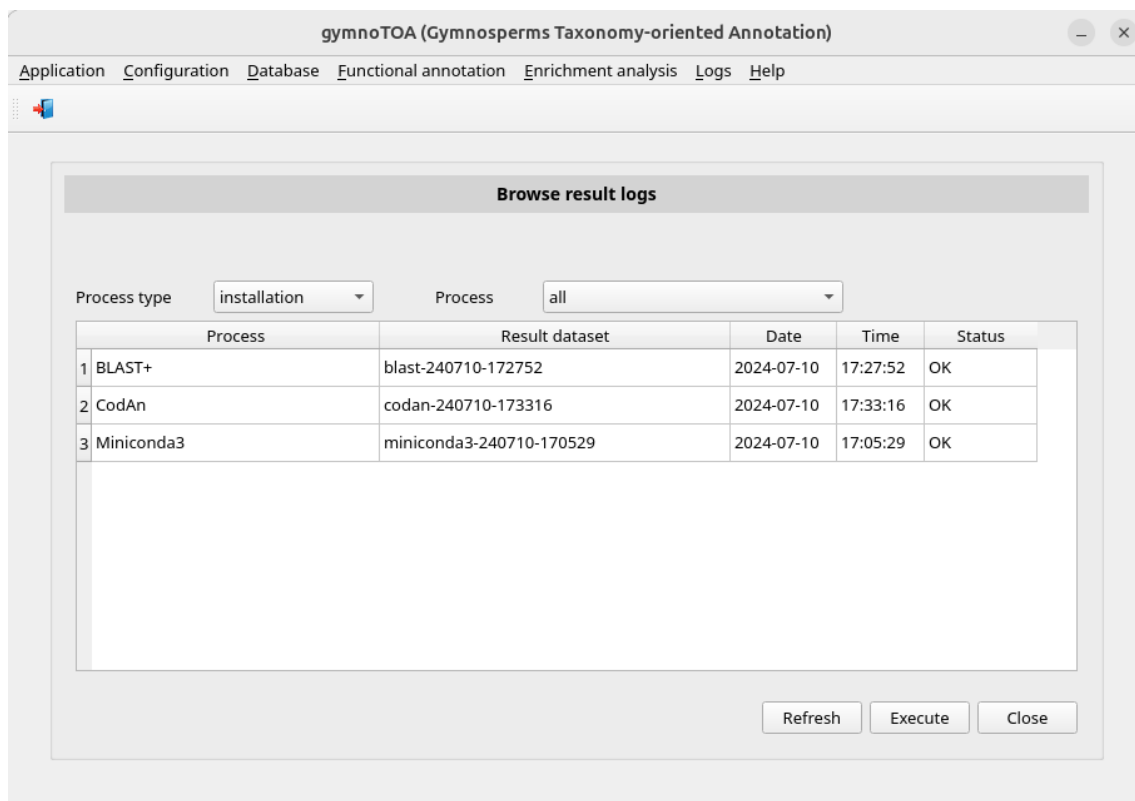 gymnoTOA (Gymnosperms Taxonomy-oriented Annotation)
Application Configuration Database Functional annotation Enrichment analysis Logs Help
Browse result logs
Process type installation Process all
Process Result dataset Date Time Status
1 BLAST+ blast-240710-172752 2024-07-10 17:27:52 OK
2 CodAn codan-240710-173316 2024-07-10 17:33:16 OK
3 Miniconda3 miniconda3-240710-170529 2024-07-10 17:05:29 OK
Refresh Execute Close